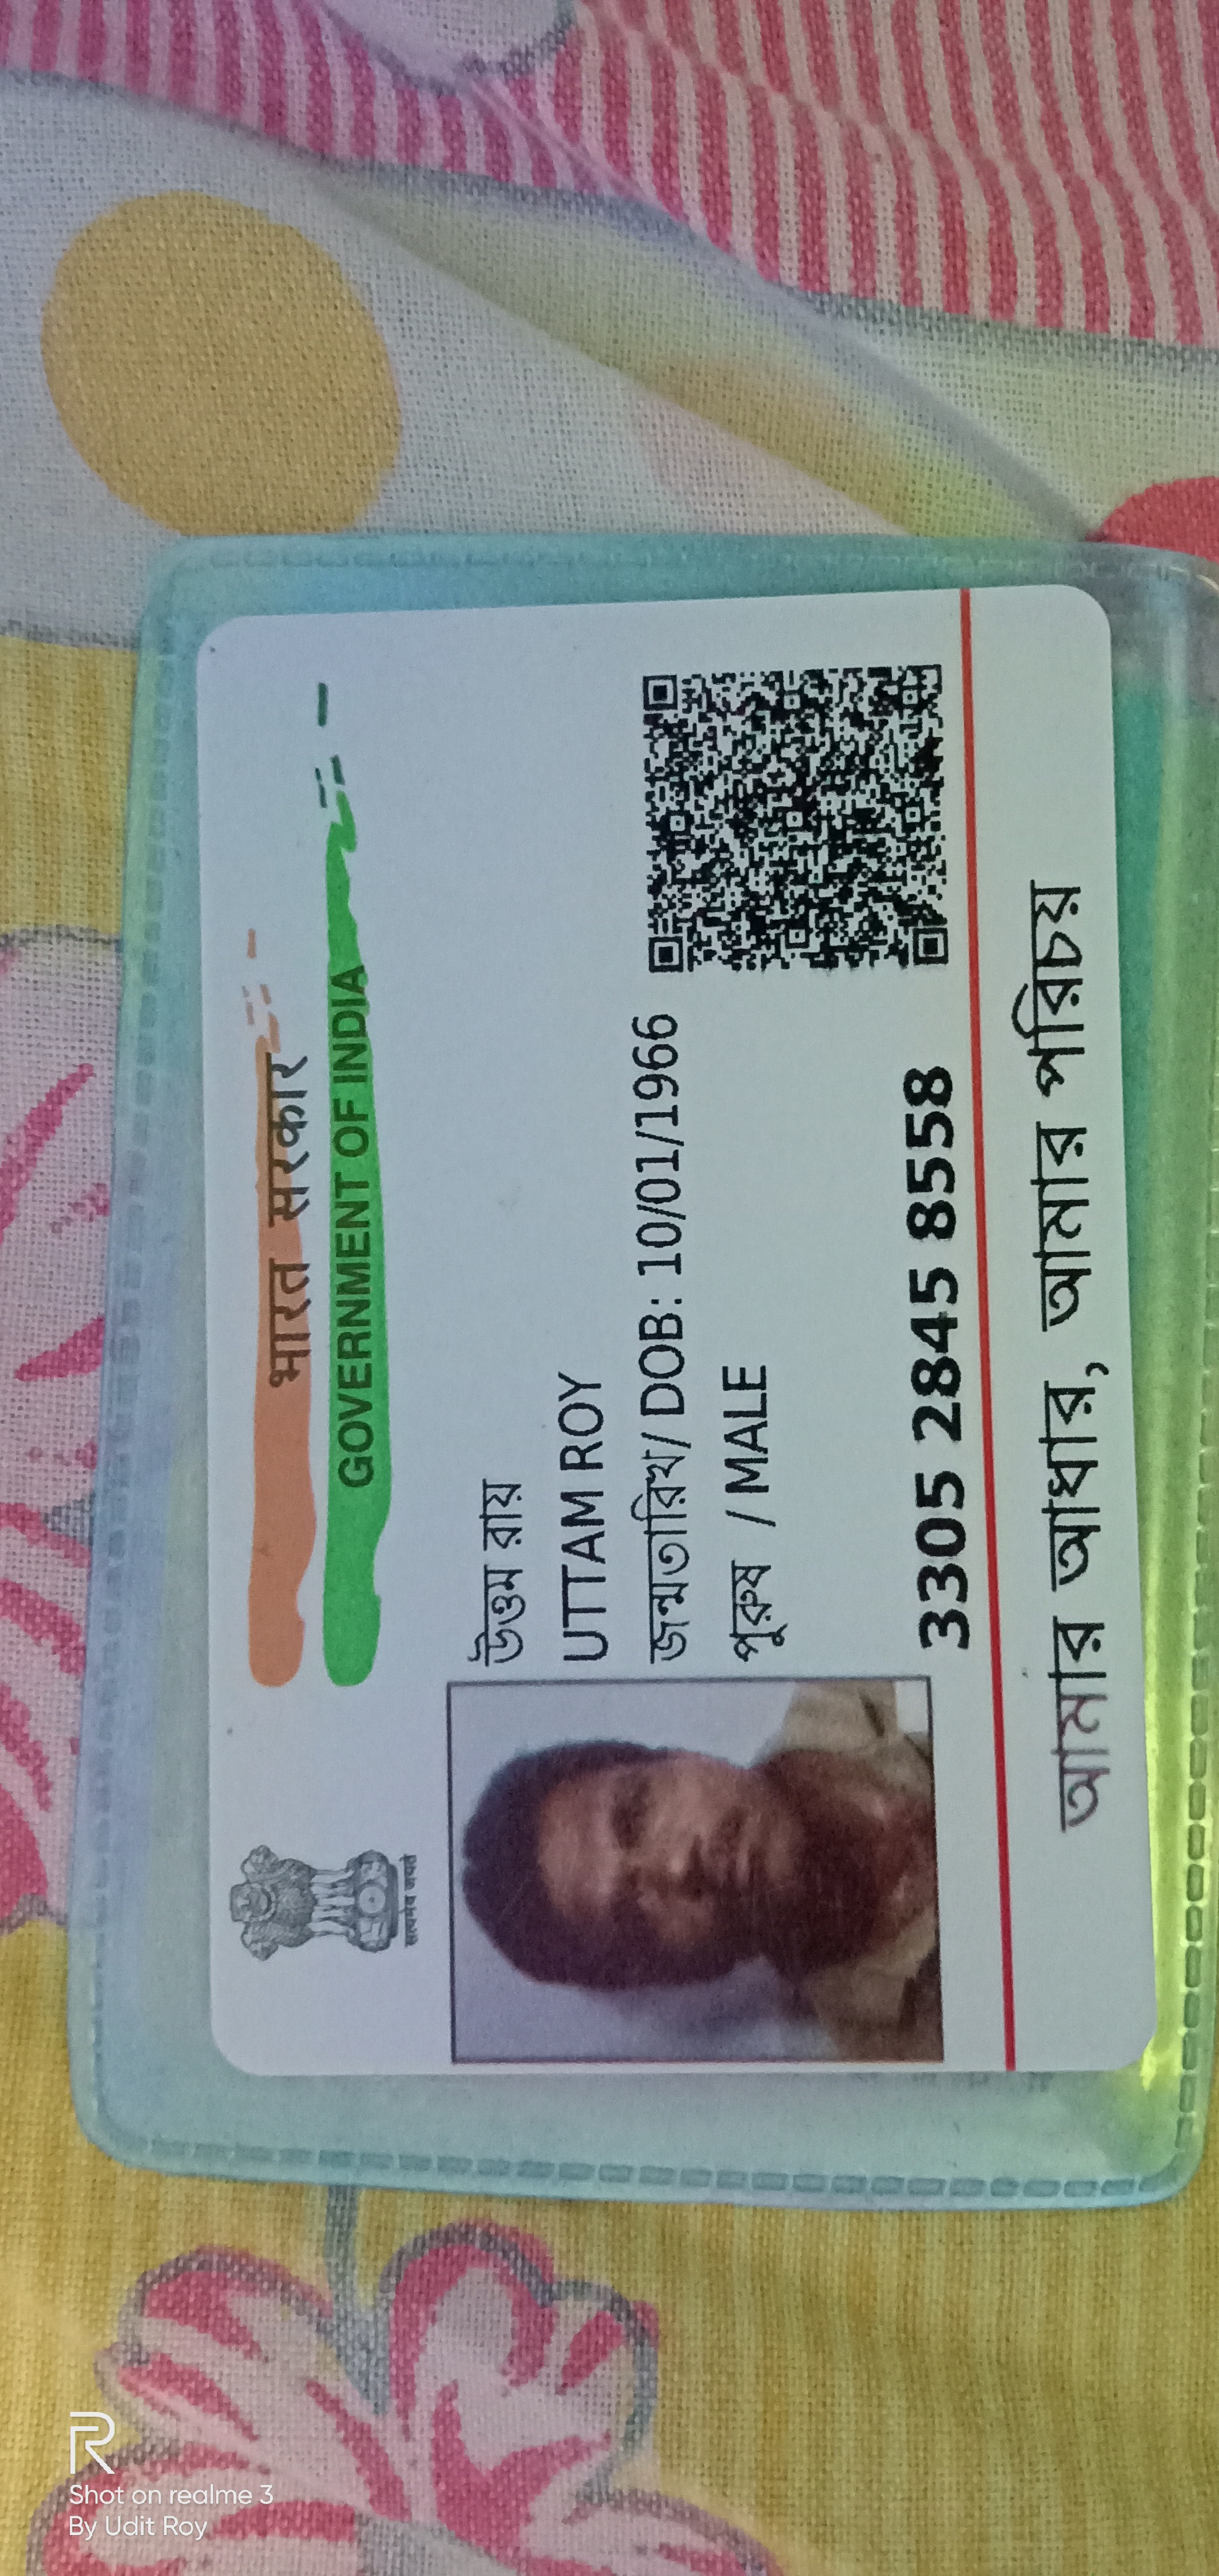 भारत सरकार
GOVERNMENT OF INDIA
सत्यमेव जयते
উত্তম রায়
UTTAM ROY
জন্মতারিখ/ DOB: 10/01/1966
পুরুষ / MALE
3305 2845 8558
আমার আধার, আমার পরিচয়
R
Shot on realme 3
By Udit Roy